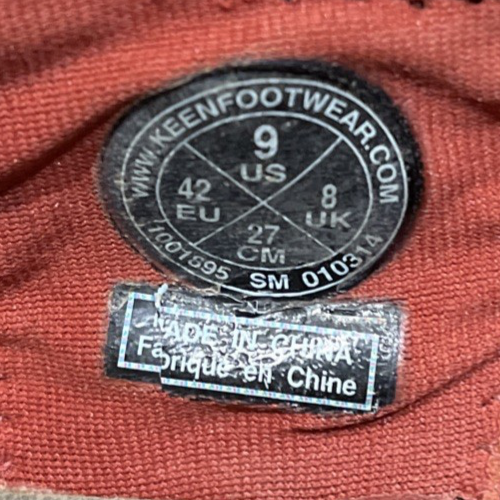 WWW.KEENFOOTWEAR.COM
9
US
42
EU
8
UK
27
CM
1001595 SM 010314
MADE IN CHINA
Fabrique en Chine